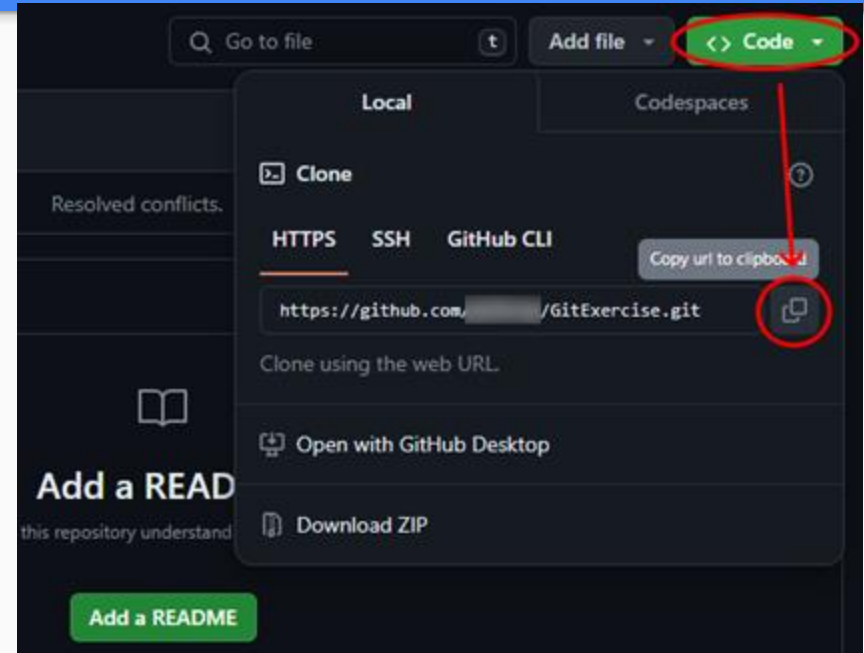 Go to file
t
Add file
<> Code
Local
Codespaces
Clone
Resolved conflicts.
HTTPS SSH GitHub CLI
Copy url to clipboard
https://github.com/ /GitExercise.git
Clone using the web URL.
Open with GitHub Desktop
Add a READ
this repository understand
Download ZIP
Add a README